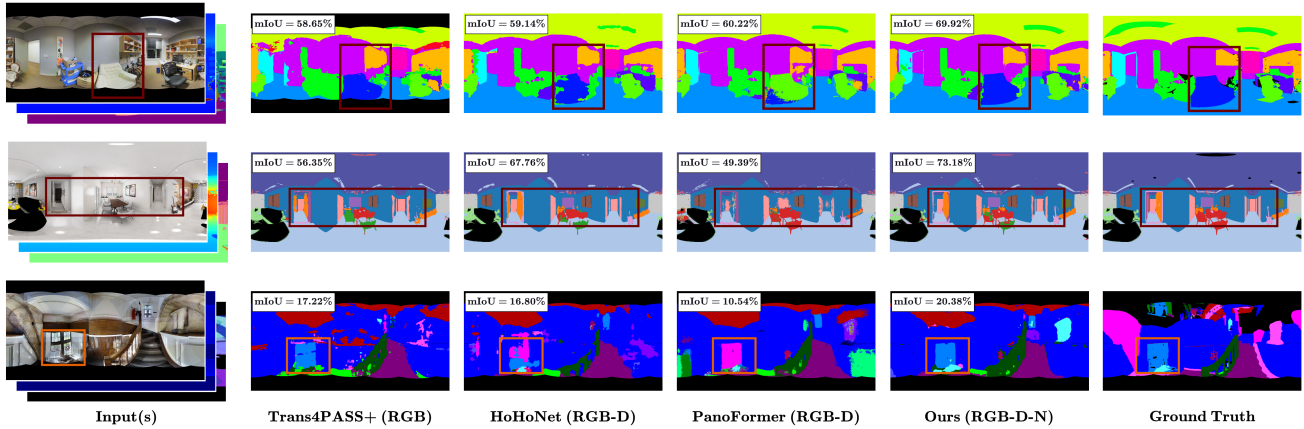 mIoU = 58.65% mIoU = 59.14% mIoU = 60.22% mIoU = 69.92%
mIoU = 56.35% mIoU = 67.76% mIoU = 49.39% mIoU = 73.18%
mIoU = 17.22% mIoU = 16.80% mIoU = 10.54% mIoU = 20.38%
Input(s) Trans4PASS+ (RGB) HoHoNet (RGB-D) PanoFormer (RGB-D) Ours (RGB-D-N) Ground Truth